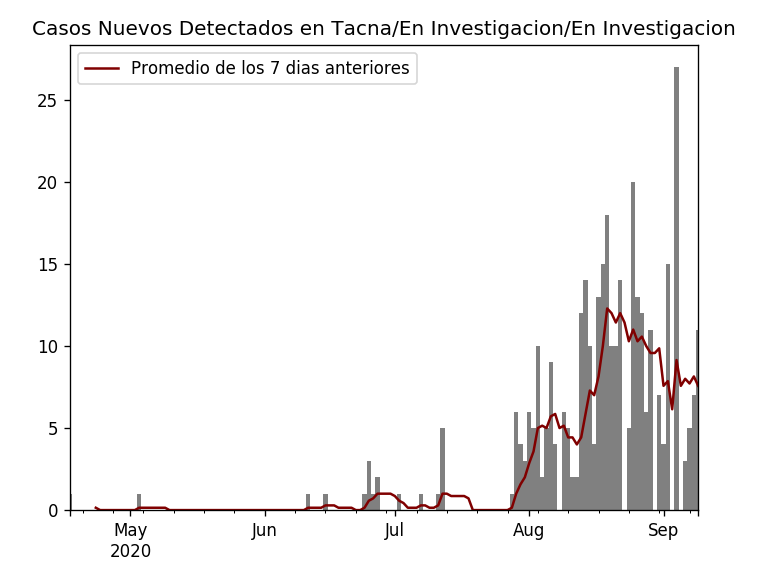 Casos Nuevos Detectados en Tacna/En Investigacion/En Investigacion
Promedio de los 7 dias anteriores
25
20
15
10
5
0
May Jun Jul Aug Sep
2020